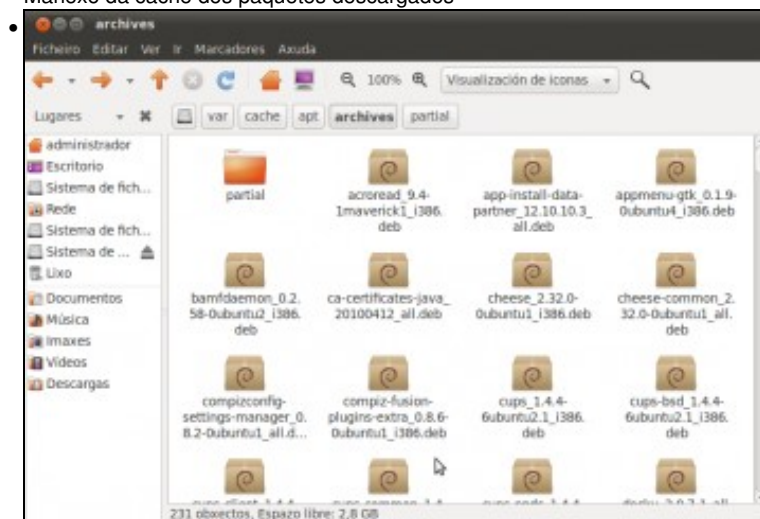 Manexo da caché dos paquetes descargados
archives
Ficheiro Editar Ver Ir Marcadores Axuda
100% Visualización de iconas
Lugares var cache apt archives partial
administrador
Escritorio
Sistema de fich...
Rede
Sistema de fich...
Sistema de ...
Lixo
Documentos
Música
Imaxes
Vídeos
Descargas
partial
acroread_9.4-
1maverick1_i386.
deb
app-install-data-
partner_12.10.10.3_
all.deb
appmenu-gtk_0.1.9-
0ubuntu4_i386.deb
bamfdaemon_0.2.
58-0ubuntu2_i386.
deb
ca-certificates-java_
20100412_all.deb
cheese_2.32.0-
0ubuntu1_i386.deb
cheese-common_2.
32.0-0ubuntu1_all.
deb
compizconfig-
settings-manager_0.
8.2-0ubuntu1_all.d...
compiz-fusion-
plugins-extra_0.8.6-
0ubuntu1_i386.deb
cups_1.4.4-
6ubuntu2.1_i386.
deb
cups-bsd_1.4.4-
6ubuntu2.1_i386.
deb
231 obxectos, Espazo libre: 2,8 GB